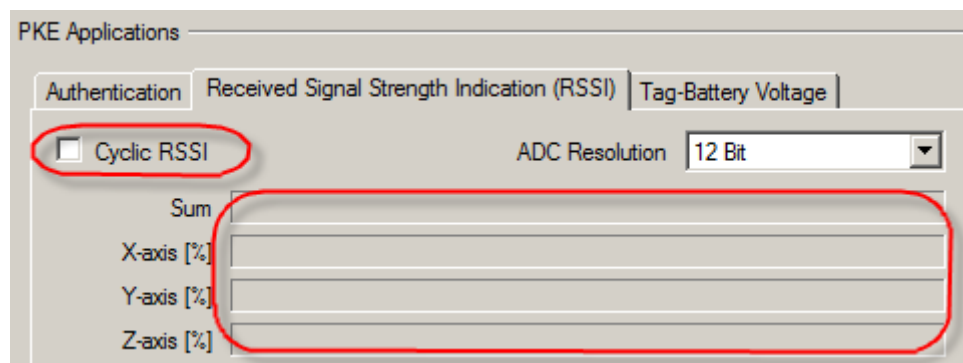 PKE Applications
Authentication Received Signal Strength Indication (RSSI) Tag-Battery Voltage
Cyclic RSSI ADC Resolution 12 Bit
Sum
X-axis [%]
Y-axis [%]
Z-axis [%]